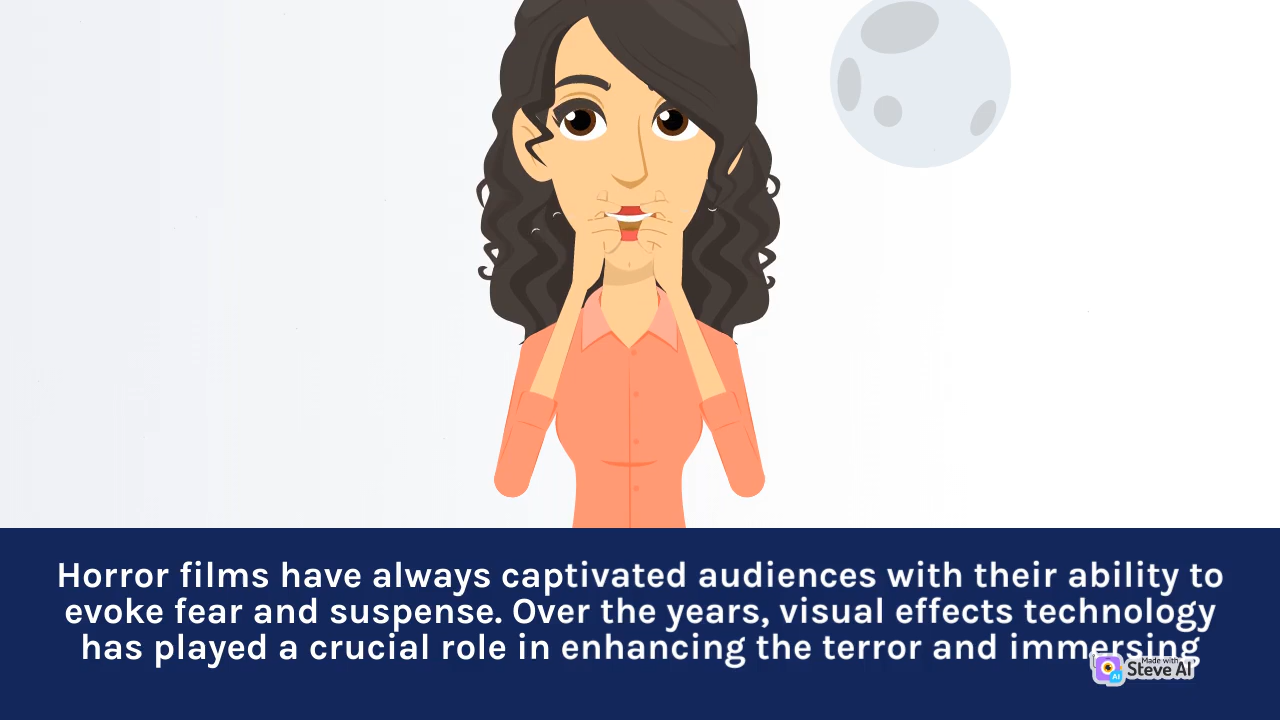 Horror films have always captivated audiences with their ability to
evoke fear and suspense. Over the years, visual effects technology
has played a crucial role in enhancing the terror and immersing
Made with
Steve AI
AI